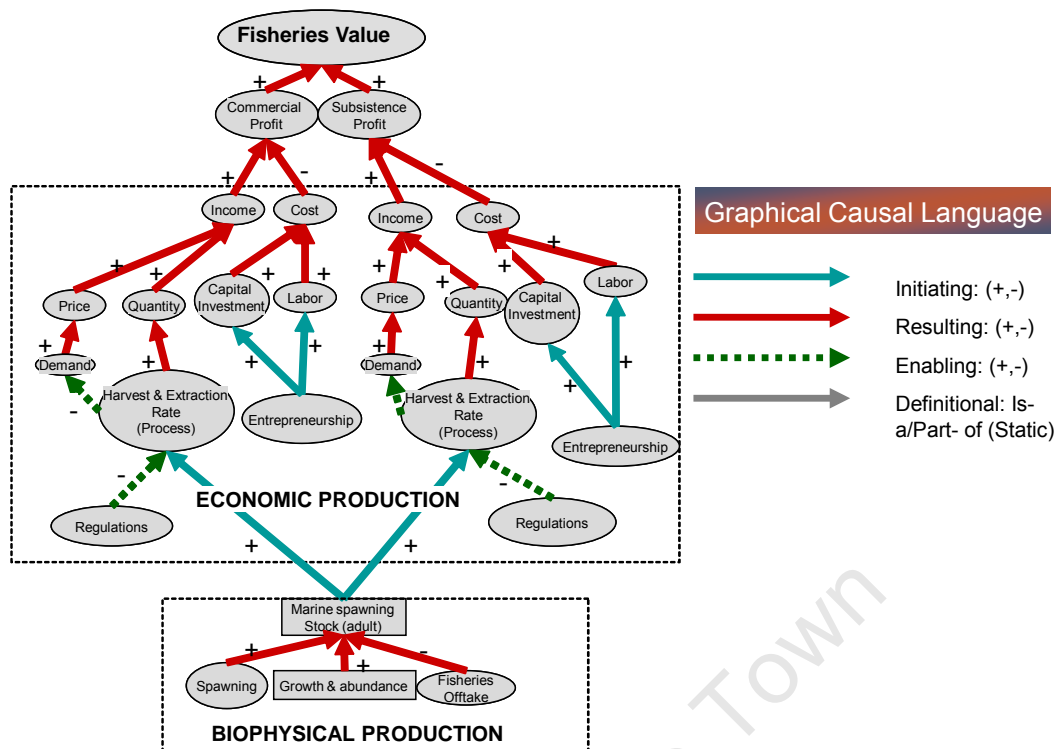 Fisheries Value
+
+
Commercial
Profit
Subsistence
Profit
+
-
+
-
Income
Cost
Income
Cost
+
+
+
+
+
+
+
+
Price
Quantity
Capital
Investment
Labor
Price
Quantity
Capital
Investment
Labor
+
+
+
+
+
+
+
+
Demand
Demand
-
Harvest & Extraction
Rate
(Process)
Entrepreneurship
Harvest & Extraction
Rate
(Process)
Entrepreneurship
-
-
ECONOMIC PRODUCTION
Regulations
Regulations
+
+
Marine spawning
Stock (adult)
+
+
-
Spawning
Growth & abundance
Fisheries
Offtake
BIOPHYSICAL PRODUCTION
Graphical Causal Language
Initiating: (+,-)
Resulting: (+,-)
Enabling: (+,-)
Definitional: Is-
a/Part- of (Static)
Town